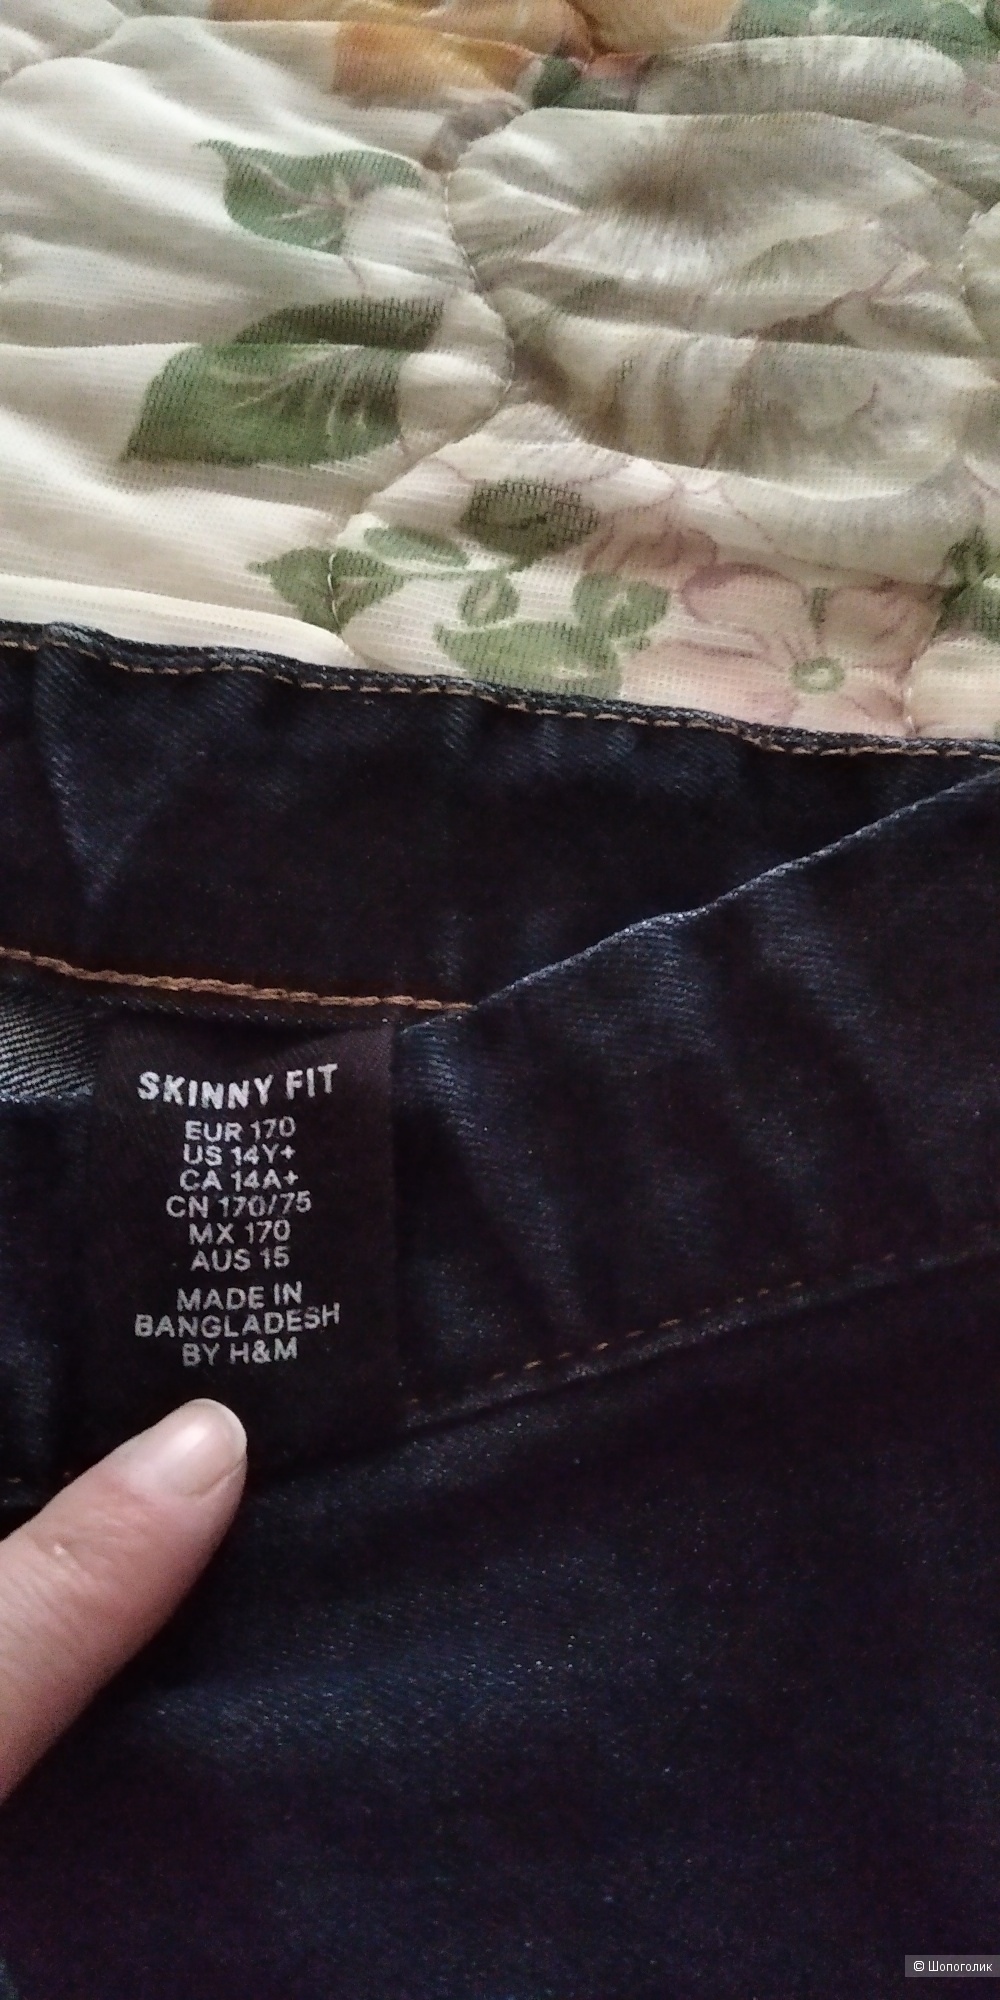 SKINNY FIT
EUR 170
US 14Y+
CA 14A+
CN 170/75
MX 170
AUS 15
MADE IN
BANGLADESH
BY H&M
© Шопоголик